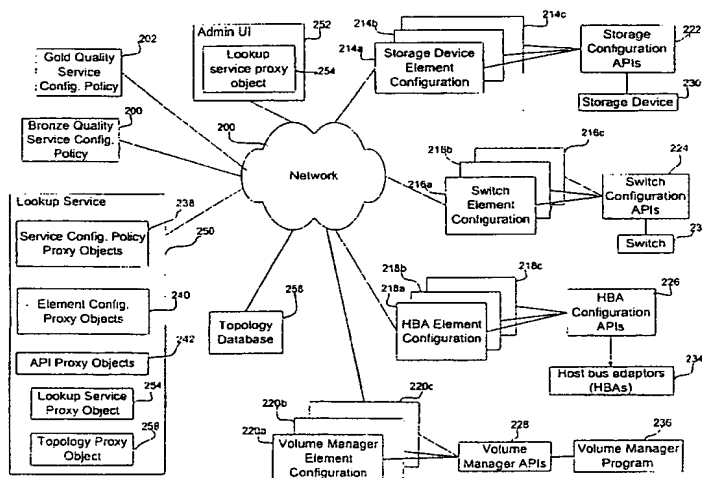 202
Gold Quality
Service
Config. Policy
200
Bronze Quality
Service Config.
Policy
Admin UI
252
Lookup
service proxy
object
254
200
Network
214c
214b
214a
Storage Device
Element
Configuration
Storage
Configuration
APIs
222
Storage Device
230
216c
216b
216a
Switch
Element
Configuration
224
Switch
Configuration
APIs
Switch
23
218c
218b
218a
HBA Element
Configuration
226
HBA
Configuration
APIs
Host bus adaptors
(HBAs)
234
220c
220b
220a
Volume Manager
Element
Configuration
228
Volume
Manager APIs
236
Volume Manager
Program
Lookup Service
238
Service Config. Policy
Proxy Objects
250
Element Config.
Proxy Objects
240
API Proxy Objects
242
Lookup Service
Proxy Object
254
Topology Proxy
Object
258
Topology
Database
258